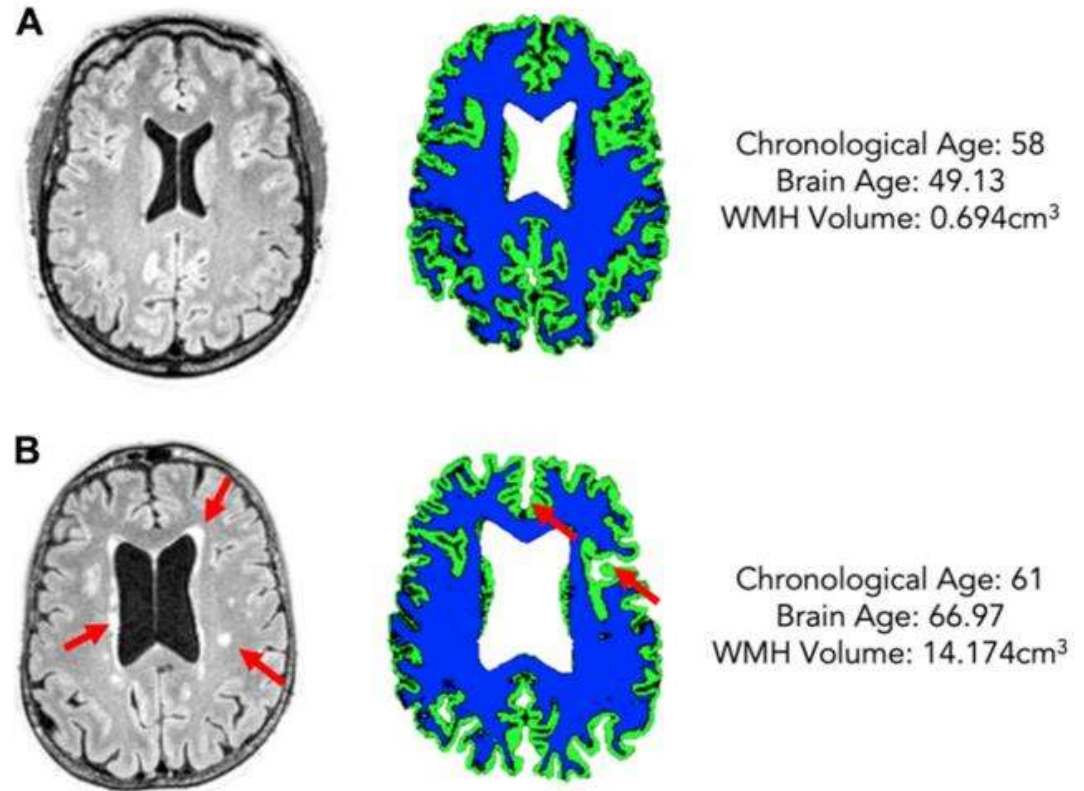 A
Chronological Age: 58
Brain Age: 49.13
WMH Volume: 0.694cm³
B
Chronological Age: 61
Brain Age: 66.97
WMH Volume: 14.174cm³